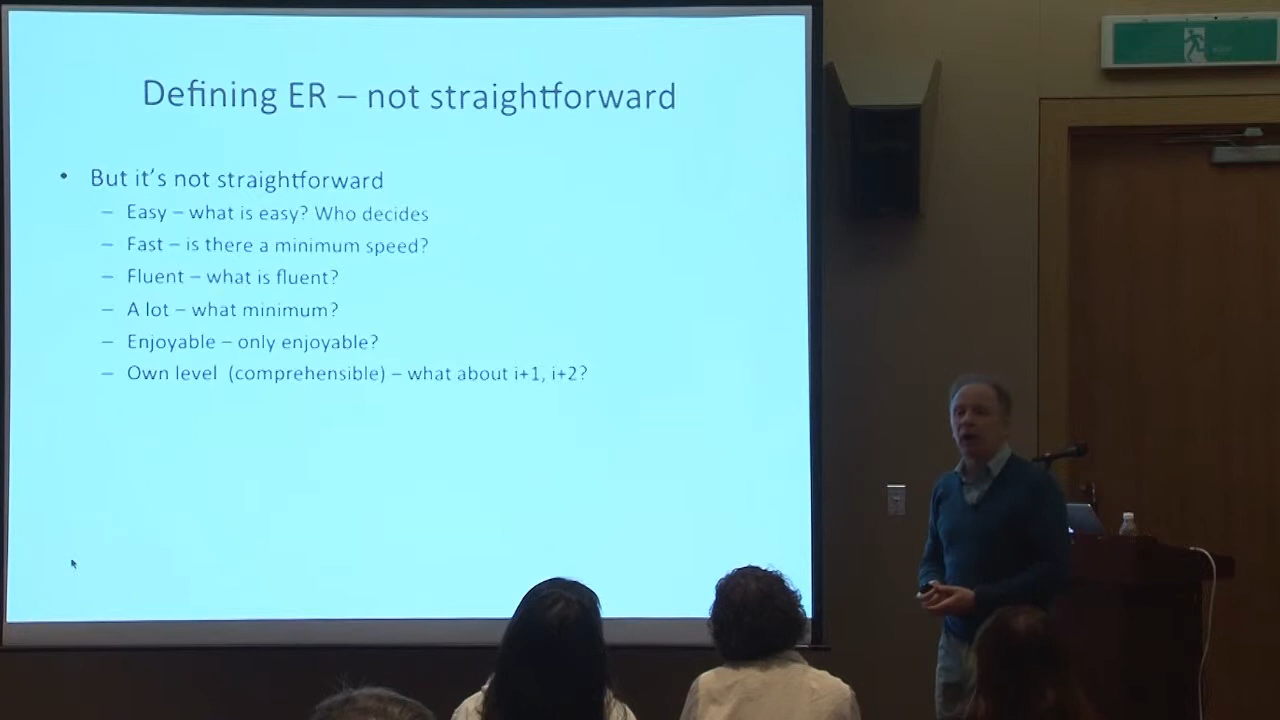 Defining ER – not straightforward
• But it's not straightforward
– Easy – what is easy? Who decides
– Fast – is there a minimum speed?
– Fluent – what is fluent?
– A lot – what minimum?
– Enjoyable – only enjoyable?
– Own level (comprehensible) – what about i+1, i+2?